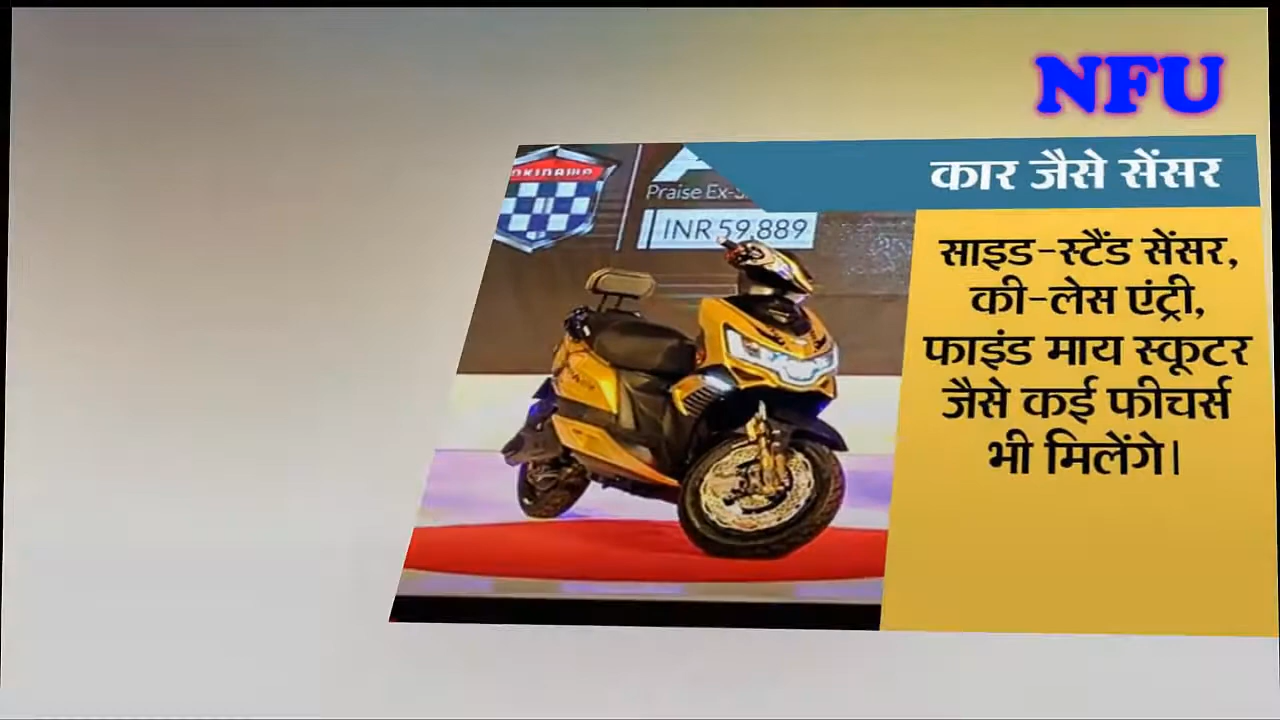 NFU
कार जैसे सेंसर
OKINAWA
Praise Ex-
INR 59,889
साइड-स्टैंड सेंसर,
की-लेस एंट्री,
फाइंड माय स्कूटर
जैसे कई फीचर्स
भी मिलेंगे।